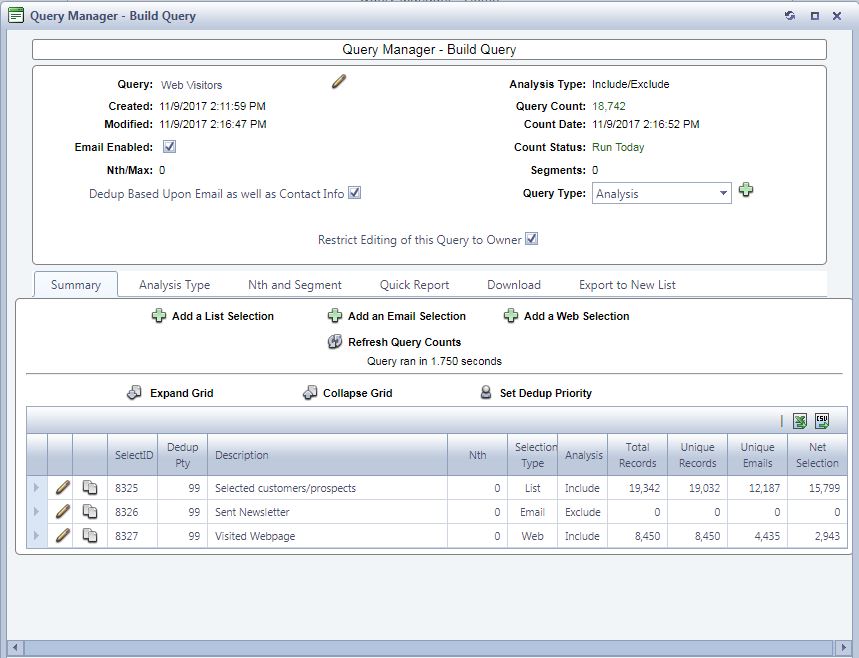 Query Manager - Build Query
Query Manager - Build Query
Query: Web Visitors
Analysis Type: Include/Exclude
Created: 11/9/2017 2:11:59 PM
Query Count: 18,742
Modified: 11/9/2017 2:16:47 PM
Count Date: 11/9/2017 2:16:52 PM
Email Enabled:
Count Status: Run Today
Nth/Max: 0
Segments: 0
Dedup Based Upon Email as well as Contact Info
Query Type: Analysis
Restrict Editing of this Query to Owner
Summary Analysis Type Nth and Segment Quick Report Download Export to New List
Add a List Selection Add an Email Selection Add a Web Selection
Refresh Query Counts
Query ran in 1.750 seconds
Expand Grid Collapse Grid Set Dedup Priority
CSV
SelectID Dedup Pty Description Nth Selection Type Analysis Total Records Unique Records Unique Emails Net Selection
8325 99 Selected customers/prospects 0 List Include 19,342 19,032 12,187 15,799
8326 99 Sent Newsletter 0 Email Exclude 0 0 0 0
8327 99 Visited Webpage 0 Web Include 8,450 8,450 4,435 2,943